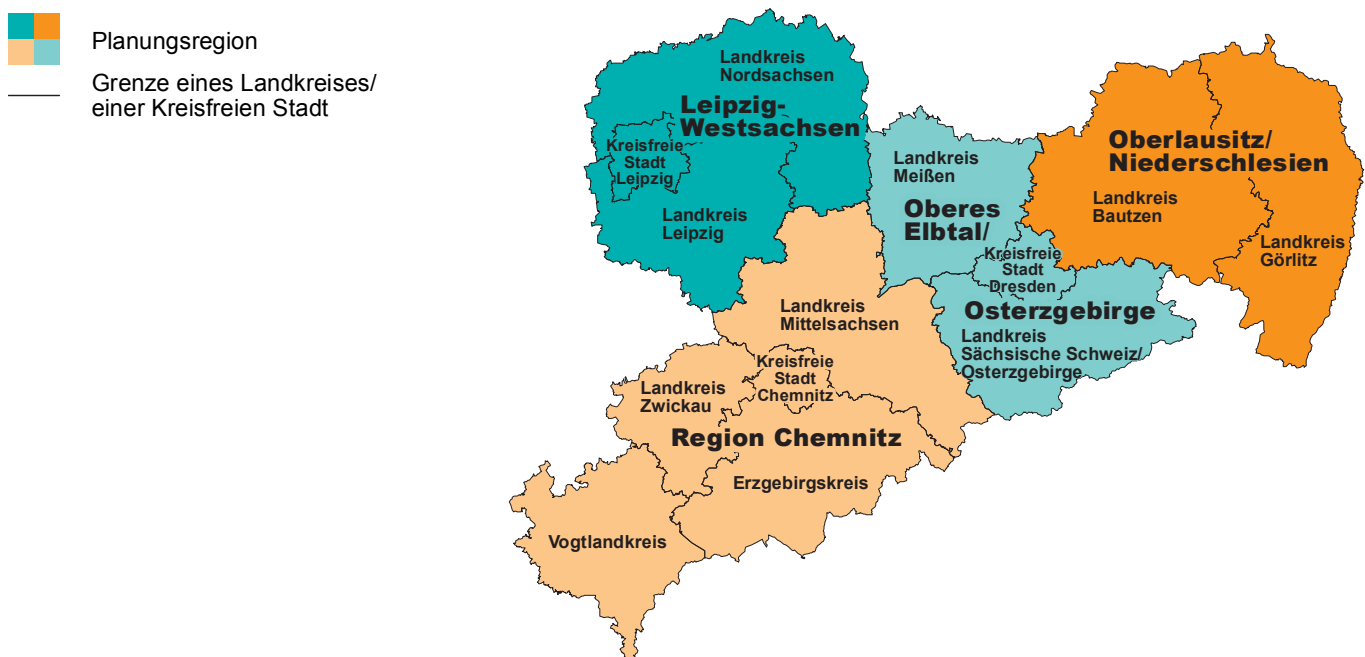 Planungsregion
Grenze eines Landkreises/
einer Kreisfreien Stadt
Landkreis
Nordsachsen
Leipzig-
Westsachsen
Kreisfreie
Stadt
Leipzig
Landkreis
Leipzig
Landkreis
Meißen
Oberes
Elbtal/
Kreisfreie
Stadt
Dresden
Osterzgebirge
Landkreis
Sächsische Schweiz/
Osterzgebirge
Oberlausitz/
Niederschlesien
Landkreis
Bautzen
Landkreis
Görlitz
Landkreis
Mittelsachsen
Kreisfreie
Stadt
Chemnitz
Landkreis
Zwickau
Region Chemnitz
Erzgebirgskreis
Vogtlandkreis